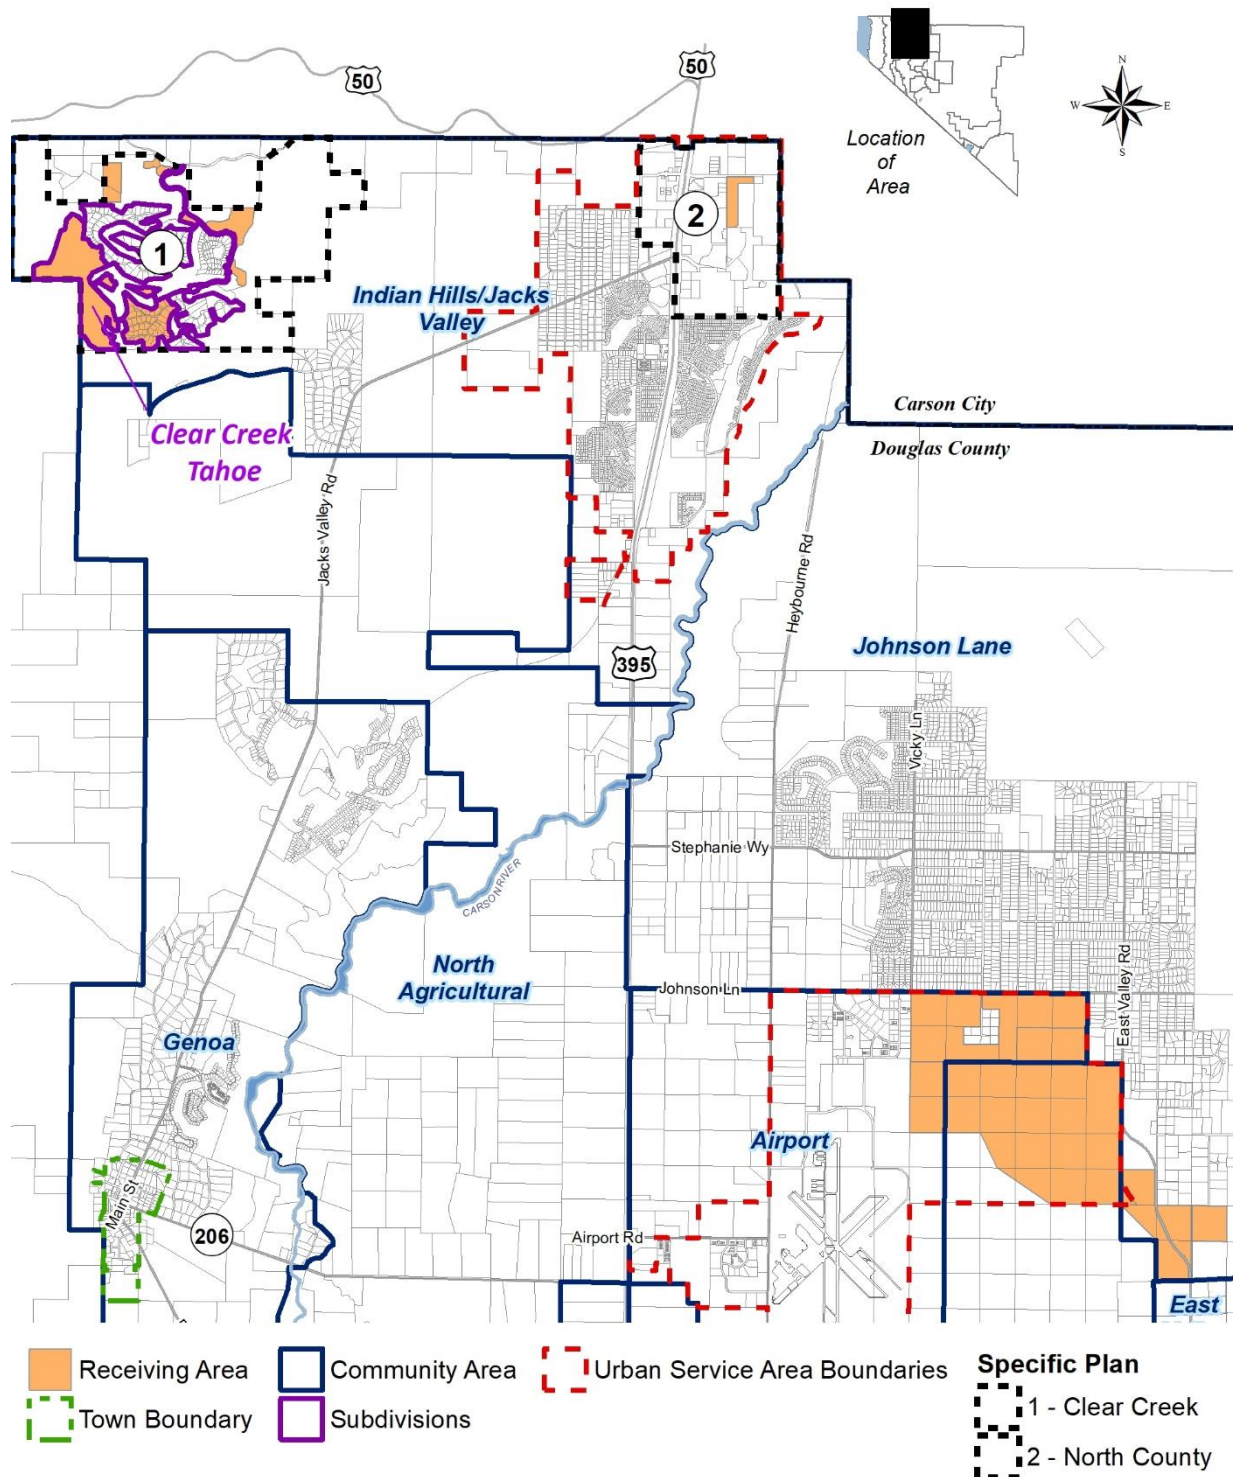 50
50
N
W
E
S
Location
of
Area
1
2
Indian Hills/Jacks
Valley
Carson City
Douglas County
Clear Creek
Tahoe
Jacks Valley Rd
Heybourne Rd
395
Johnson Lane
Vicky Ln
Stephanie Wy
CARSON RIVER
North
Agricultural
Johnson Ln
East Valley Rd
Genoa
Airport
Main St
206
Airport Rd
East
Receiving Area
Community Area
Urban Service Area Boundaries
Town Boundary
Subdivisions
Specific Plan
1 - Clear Creek
2 - North County